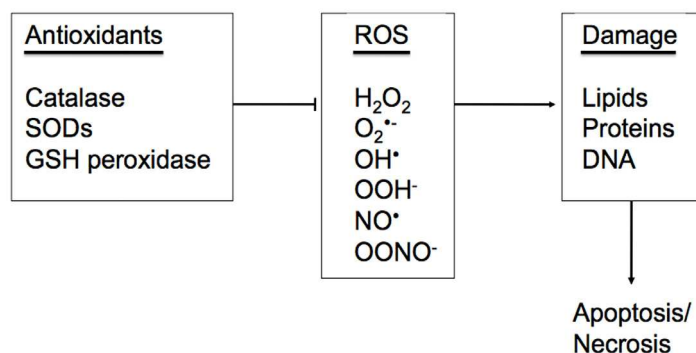 Antioxidants
Catalase
SODs
GSH peroxidase
ROS
H₂O₂
O₂•-
OH•
OOH-
NO•
OONO-
Damage
Lipids
Proteins
DNA
Apoptosis/
Necrosis